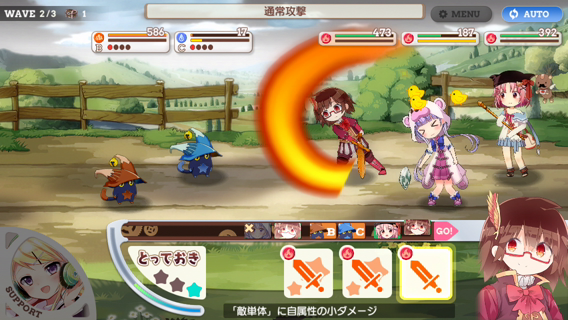 WAVE 2/3 1
通常攻撃
MENU
AUTO
586
B
17
C
473
187
392
B
C
GO!
とっておき
SUPPORT
「敵単体」に自属性の小ダメージ